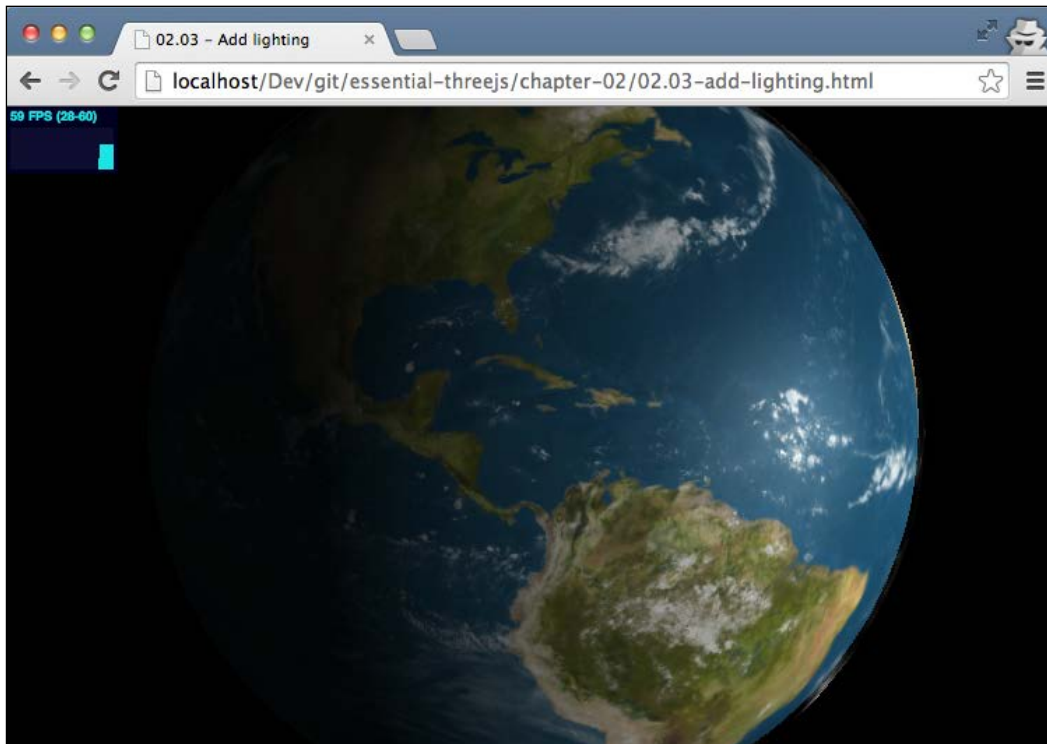 02.03 - Add lighting
localhost/Dev/git/essential-threejs/chapter-02/02.03-add-lighting.html
59 FPS (28-60)